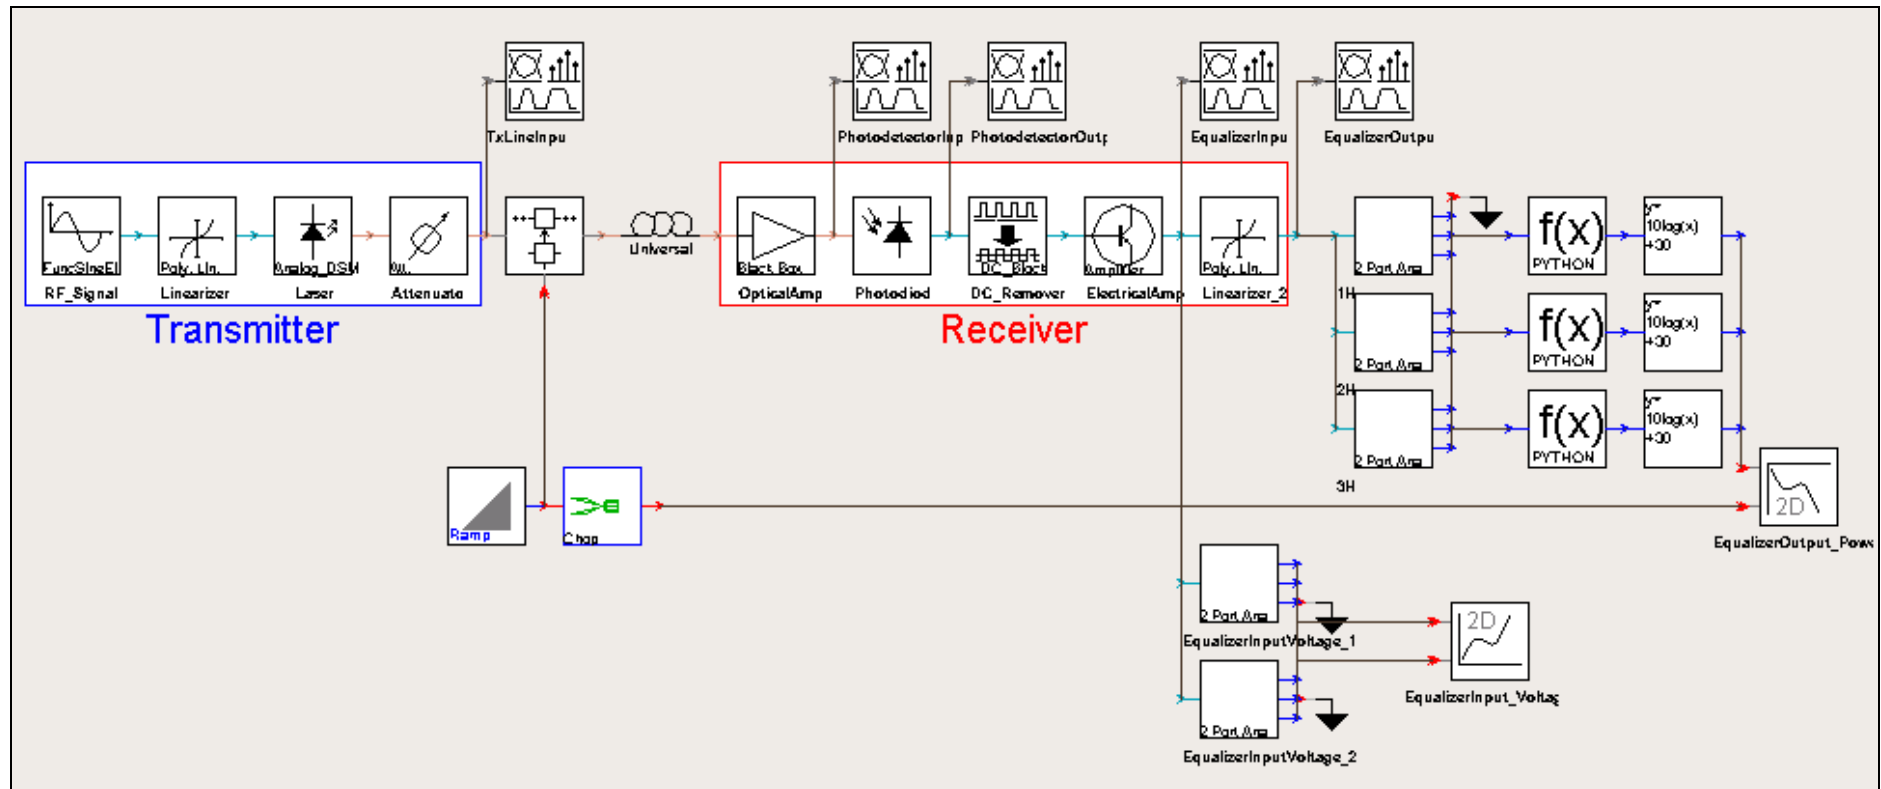 TxLineInpu
PhotodetectorInp
PhotodetectorOutp
EqualizerInpu
EqualizerOutpu
FuncSineEl
Poly. Lin.
Analog_DSM
Att.
Universal
Black Box
DC_Block
Amplifier
Poly. Lin.
RF_Signal
Linearizer
Laser
Attenuato
OpticalAmp
Photodiod
DC_Remover
ElectricalAmp
Linearizer_2
Transmitter
Receiver
2 Port Ana
1H
f(x)
PYTHON
y=
10log(x)
+30
2 Port Ana
2H
f(x)
PYTHON
y=
10log(x)
+30
2 Port Ana
3H
f(x)
PYTHON
y=
10log(x)
+30
Ramp
Chop
2D
EqualizerOutput_Powe
2 Port Ana
EqualizerInputVoltage_1
2D
EqualizerInput_Voltag
2 Port Ana
EqualizerInputVoltage_2